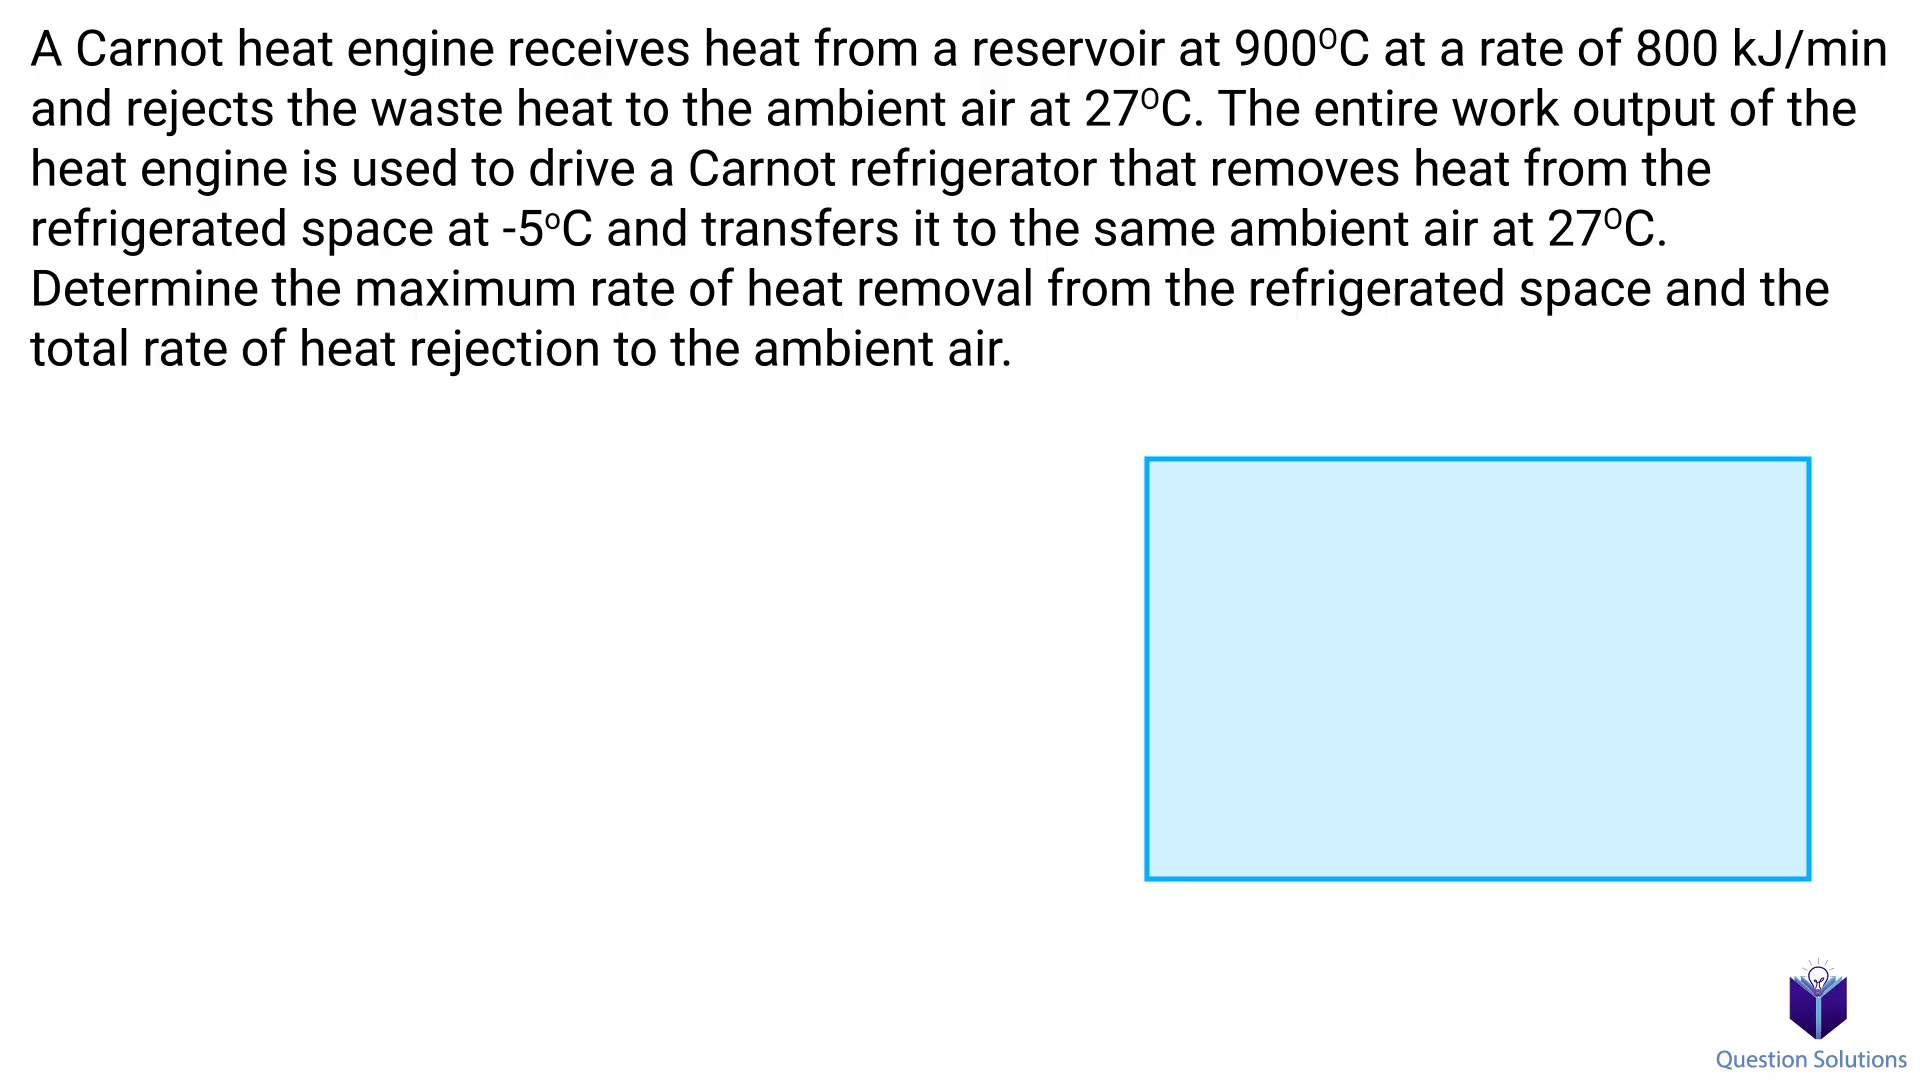 A Carnot heat engine receives heat from a reservoir at 900⁰C at a rate of 800 kJ/min
and rejects the waste heat to the ambient air at 27⁰C. The entire work output of the
heat engine is used to drive a Carnot refrigerator that removes heat from the
refrigerated space at -5ᵒC and transfers it to the same ambient air at 27⁰C.
Determine the maximum rate of heat removal from the refrigerated space and the
total rate of heat rejection to the ambient air.
Question Solutions